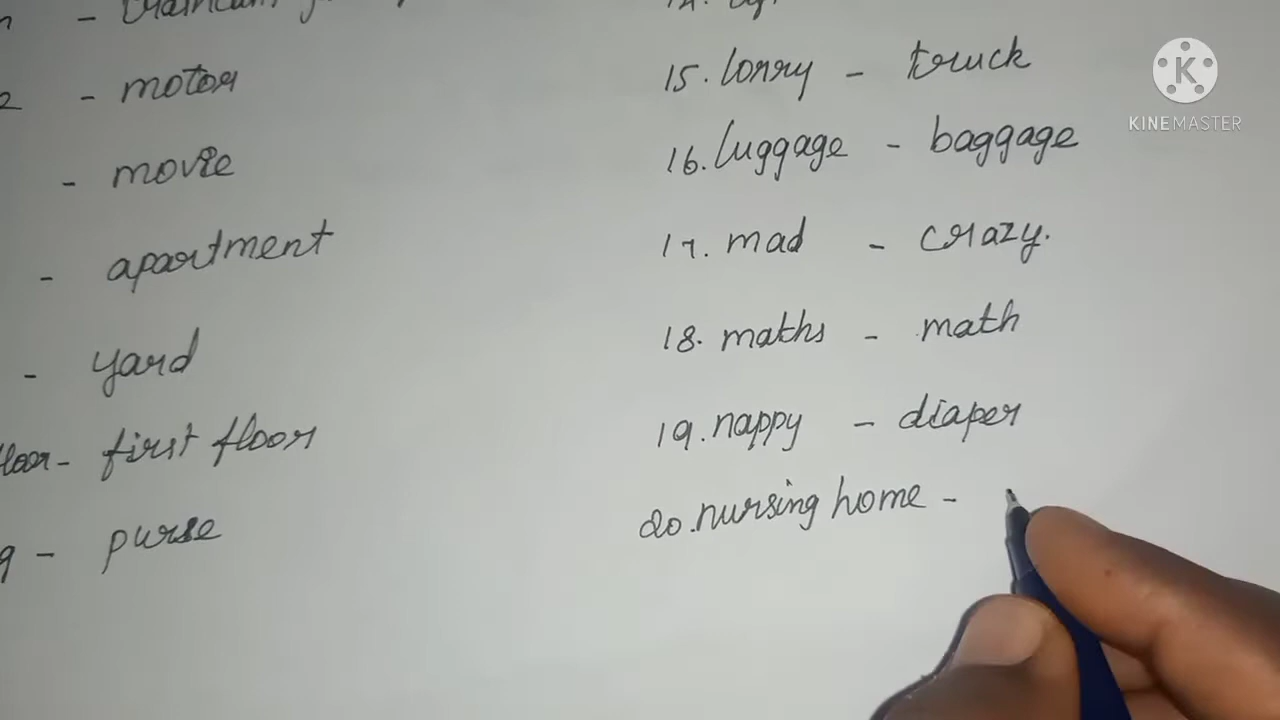 - motor
- movie
- apartment
- yard
- first floor
- purse
15. lorry - truck
16. luggage - baggage
17. mad - crazy.
18. maths - math
19. nappy - diaper
20. nursing home -
KINEMASTER